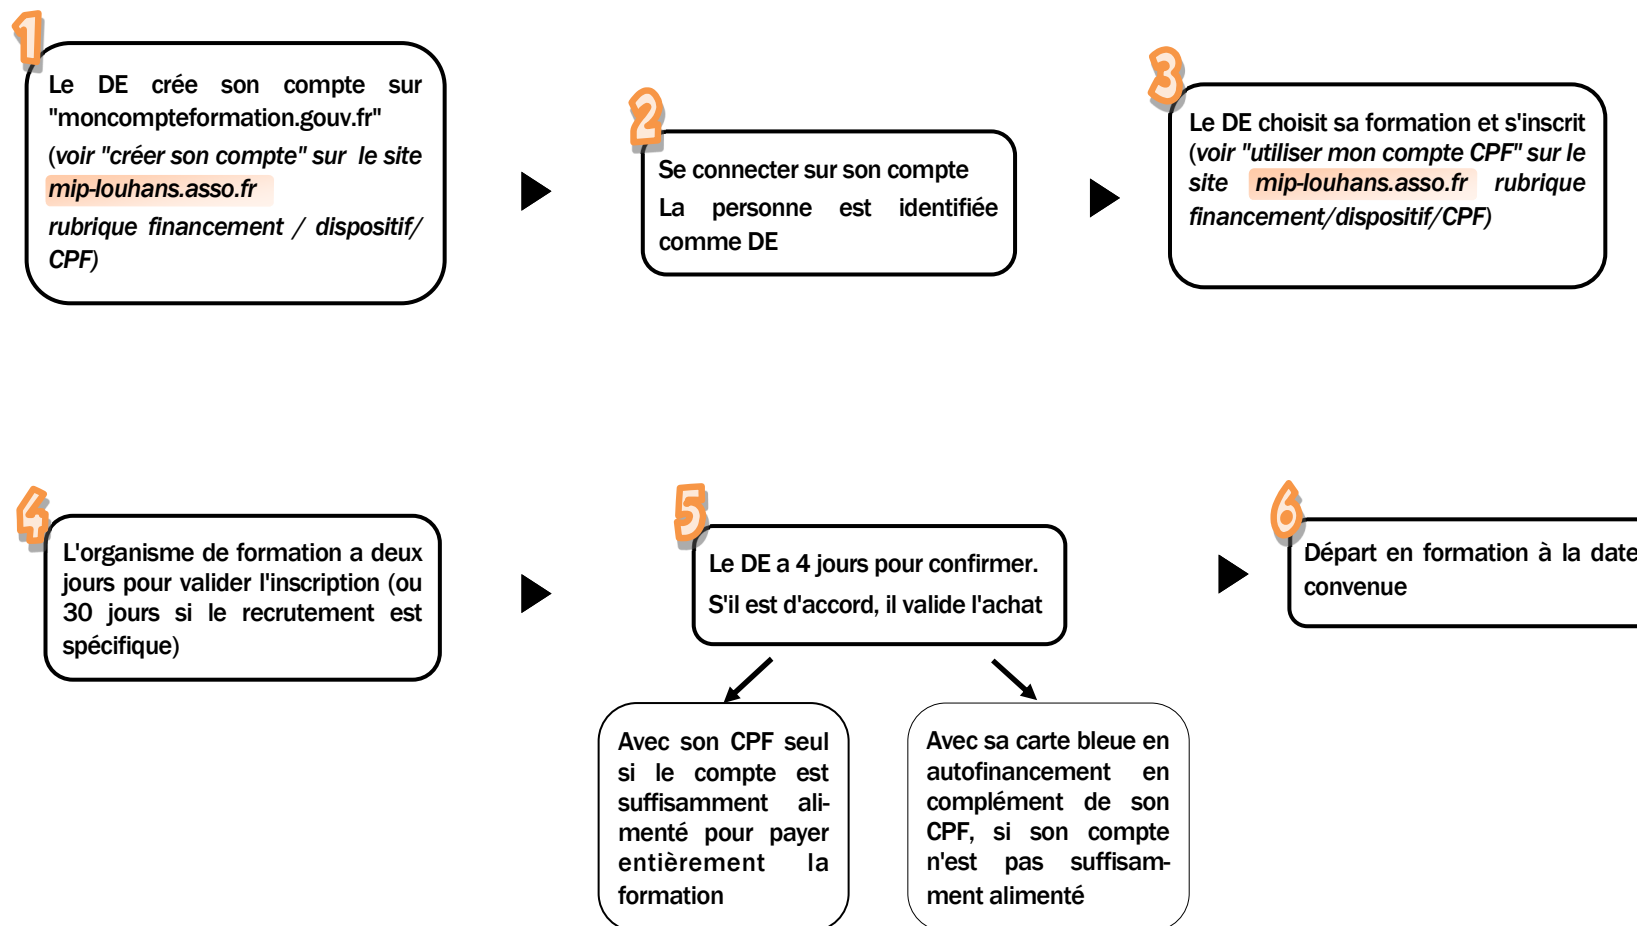 1
Le DE crée son compte sur
"moncompteformation.gouv.fr"
(voir "créer son compte" sur le site
mip-louhans.asso.fr
rubrique financement / dispositif/
CPF)
2
Se connecter sur son compte
La personne est identifiée
comme DE
3
Le DE choisit sa formation et s'inscrit
(voir "utiliser mon compte CPF" sur le
site mip-louhans.asso.fr rubrique
financement/dispositif/CPF)
4
L'organisme de formation a deux
jours pour valider l'inscription (ou
30 jours si le recrutement est
spécifique)
5
Le DE a 4 jours pour confirmer.
S'il est d'accord, il valide l'achat
6
Départ en formation à la date
convenue
Avec son CPF seul
si le compte est
suffisamment ali-
menté pour payer
entièrement la
formation
Avec sa carte bleue en
autofinancement en
complément de son
CPF, si son compte
n'est pas suffisam-
ment alimenté